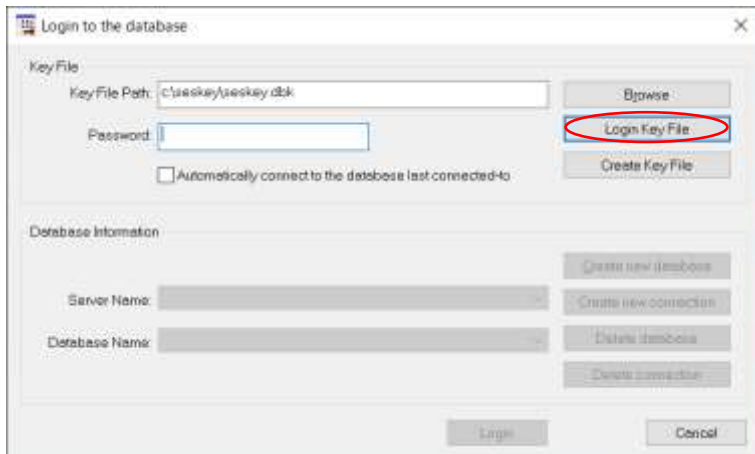 Login to the database
Key File
Key File Path: c:\seskey\seskey.dbk
Browse
Password:
Login Key File
Automatically connect to the database last connected-to
Create Key File
Database Information
Create new database
Server Name:
Create new connection
Database Name:
Delete database
Delete connection
Login
Cancel